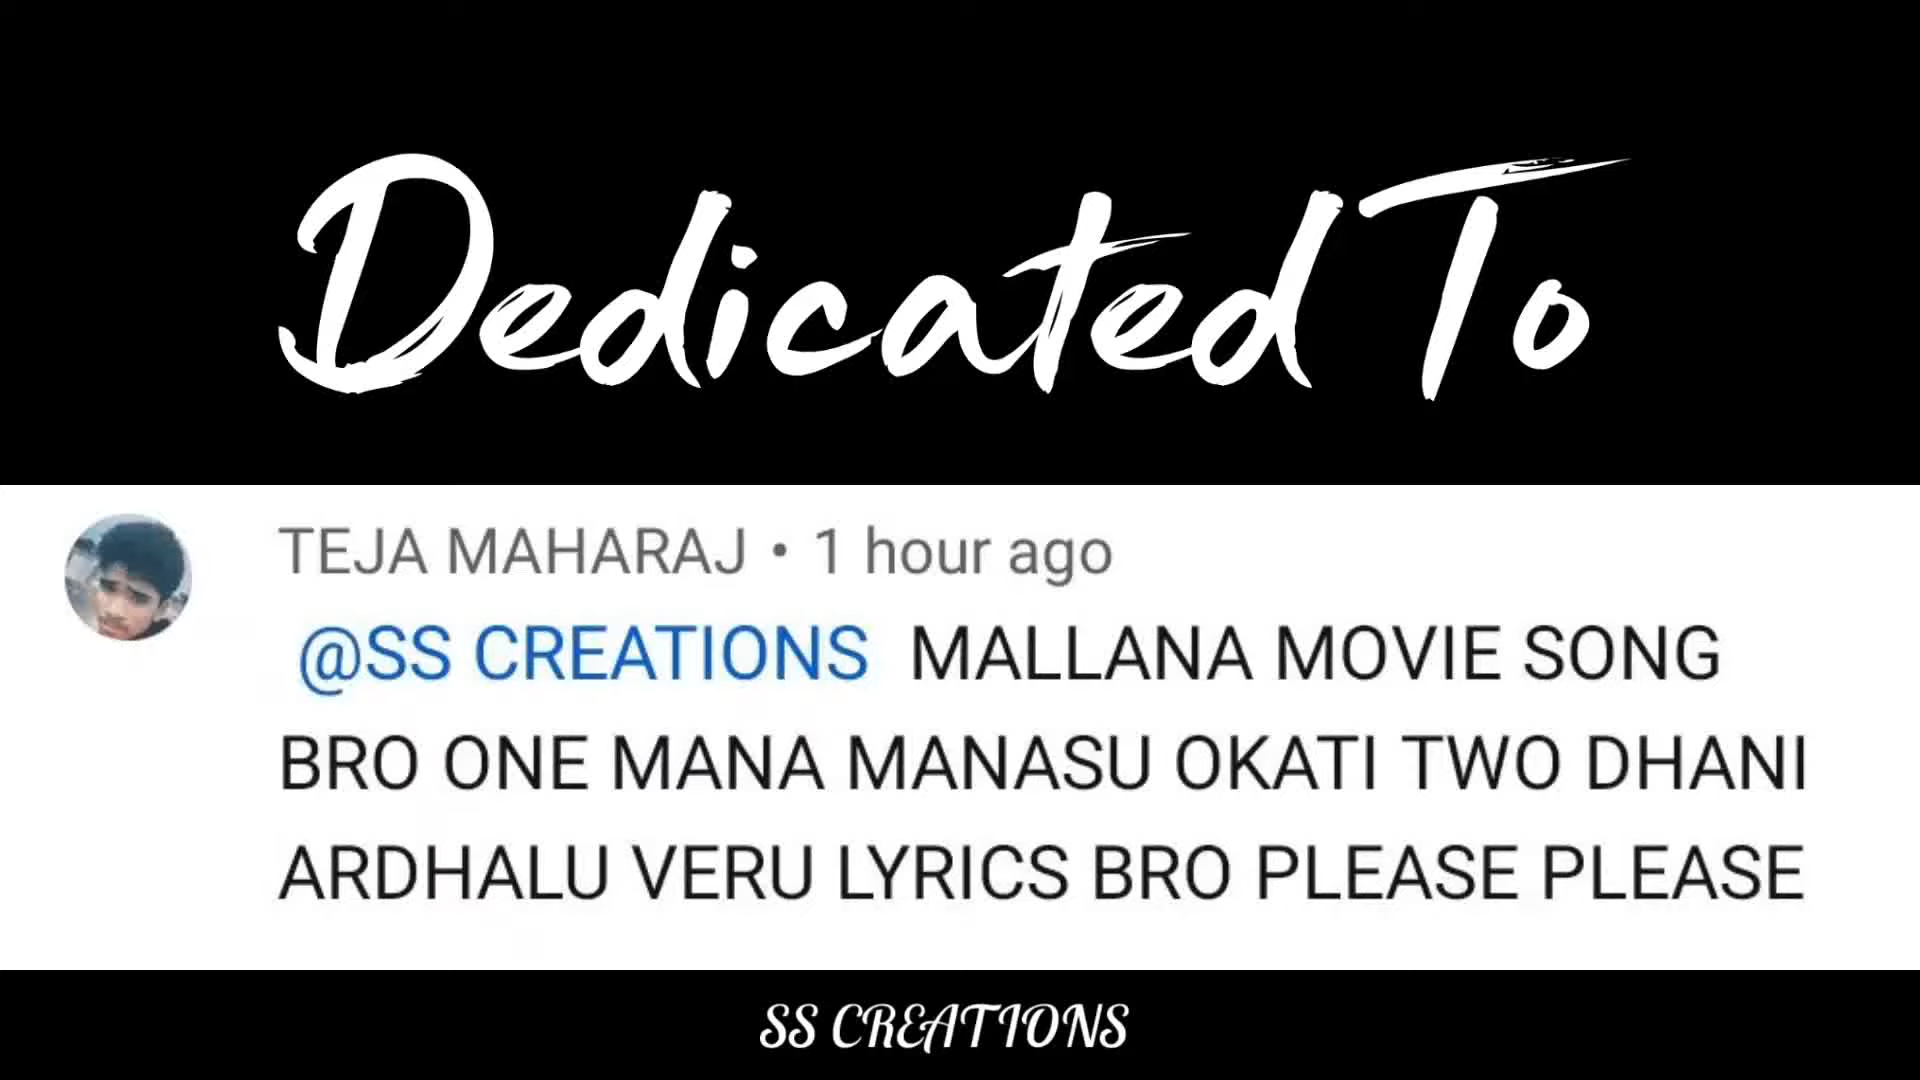 Dedicated To
TEJA MAHARAJ • 1 hour ago
@SS CREATIONS MALLANA MOVIE SONG
BRO ONE MANA MANASU OKATI TWO DHANI
ARDHALU VERU LYRICS BRO PLEASE PLEASE
SS CREATIONS